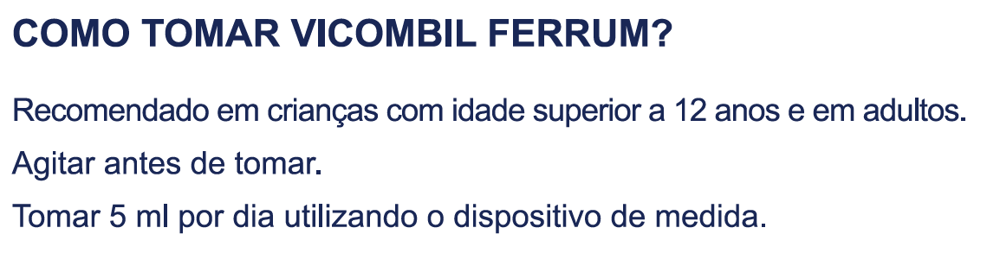 COMO TOMAR VICOMBIL FERRUM?
Recomendado em crianças com idade superior a 12 anos e em adultos.
Agitar antes de tomar.
Tomar 5 ml por dia utilizando o dispositivo de medida.